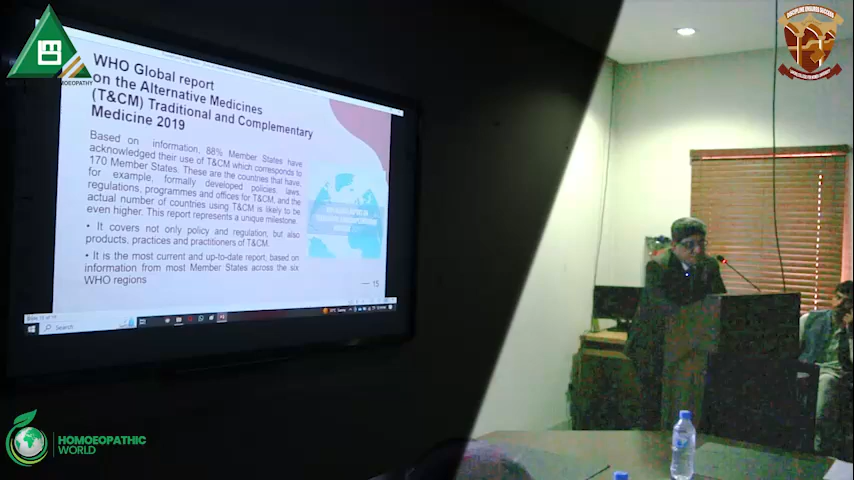 WHO Global report
on the Alternative Medicines
(T&CM) Traditional and Complementary
Medicine 2019
Based on information, 88% Member States have
acknowledged their use of T&CM which corresponds to
170 Member States. These are the countries that have,
for example, formally developed policies, laws,
regulations, programmes and offices for T&CM, and the
actual number of countries using T&CM is likely to be
even higher. This report represents a unique milestone.
• It covers not only policy and regulation, but also
products, practices and practitioners of T&CM.
• It is the most current and up-to-date report, based on
information from most Member States across the six
WHO regions
15
Search
MOEOPATHY
DISCIPLINE ENSURES SUCCESS
HOMOEOPATHIC
WORLD